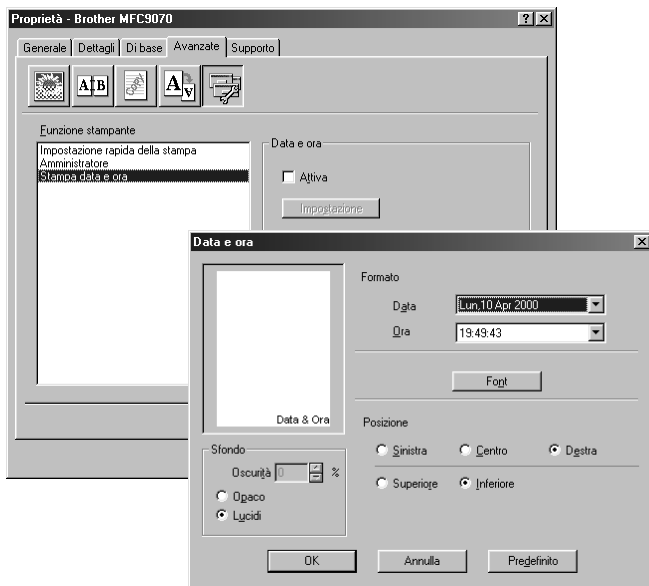 Proprietà - Brother MFC9070
Generale Dettagli Di base Avanzate Supporto
A B
A V
Funzione stampante
Impostazione rapida della stampa
Amministratore
Stampa data e ora
Data e ora
Attiva
Impostazione
Data e ora
Data & Ora
Sfondo
Oscurità 0 %
Opaco
Lucidi
Formato
Data Lun,10 Apr 2000
Ora 19:49:43
Font
Posizione
Sinistra Centro Destra
Superiore Inferiore
OK Annulla Predefinito